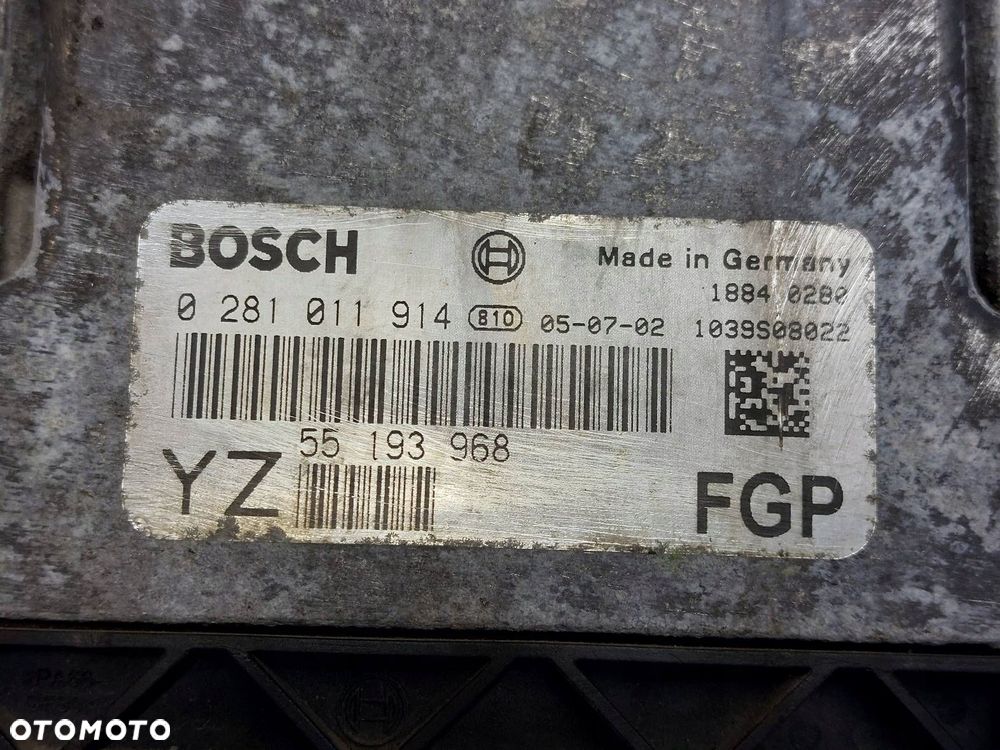 BOSCH
Made in Germany
1884 0280
0 281 011 914 810 05-07-02 1039S08022
55 193 968
YZ
FGP
OTOMOTO